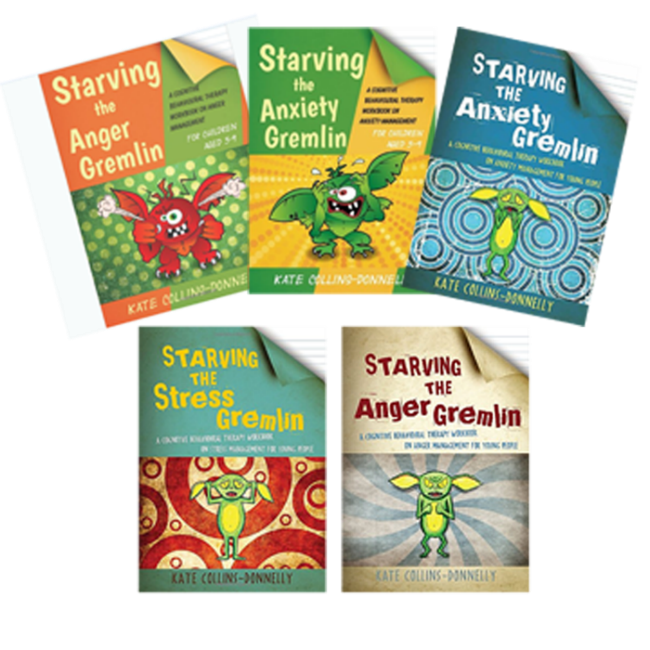 Starving
the
Anger
Gremlin
A COGNITIVE
BEHAVIOURAL THERAPY
WORKBOOK ON ANGER
MANAGEMENT
FOR CHILDREN
AGED 5-9
KATE COLLINS-DONNE
Starving
the
Anxiety
Gremlin
A COGNITIVE
BEHAVIOURAL THERAPY
WORKBOOK ON
ANXIETY MANAGEMENT
FOR CHILDREN
AGED 5-9
KATE COLLINS-DONNELL
STARVING
THE
Anxiety
Gremlin
A COGNITIVE BEHAVIOURAL THERAPY WORKBOOK
ON ANXIETY MANAGEMENT FOR YOUNG PEOPLE
KATE COLLINS-DONNELLY
STARVING
THE
Stress
Gremlin
A COGNITIVE BEHAVIOURAL THERAPY WORKBOOK
ON STRESS MANAGEMENT FOR YOUNG PEOPLE
KATE COLLINS-DONNELLY
STARVING
THE
Anger Gremlin
A COGNITIVE BEHAVIOURAL THERAPY WORKBOOK
ON ANGER MANAGEMENT FOR YOUNG PEOPLE
KATE COLLINS-DONNELLY